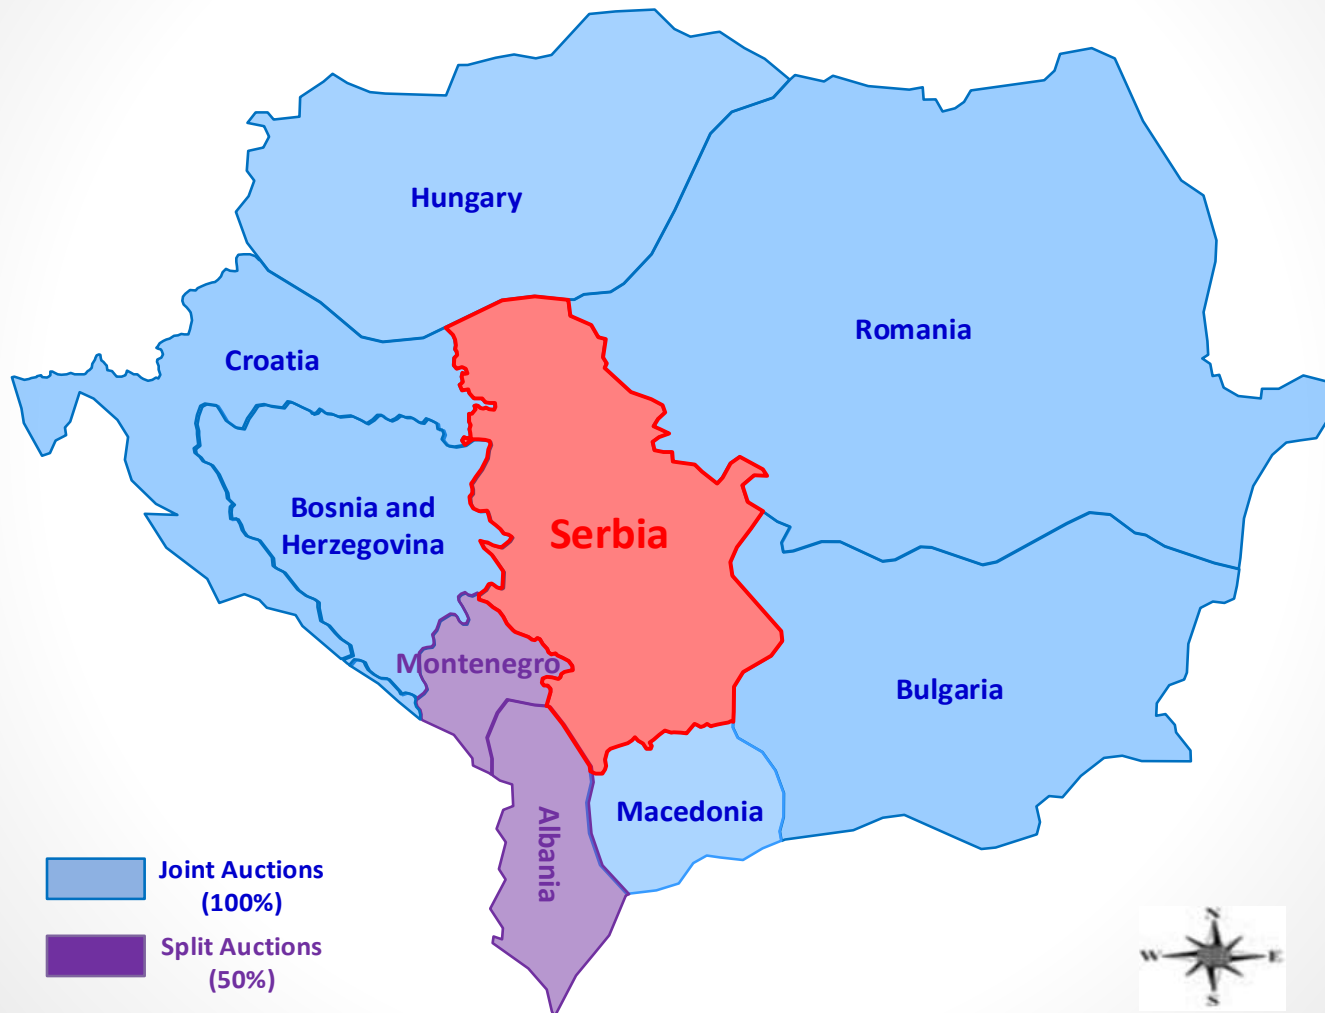 Hungary
Romania
Croatia
Bosnia and
Herzegovina
Serbia
Montenegro
Bulgaria
Macedonia
Albania
Joint Auctions
(100%)
Split Auctions
(50%)
N
W
E
S